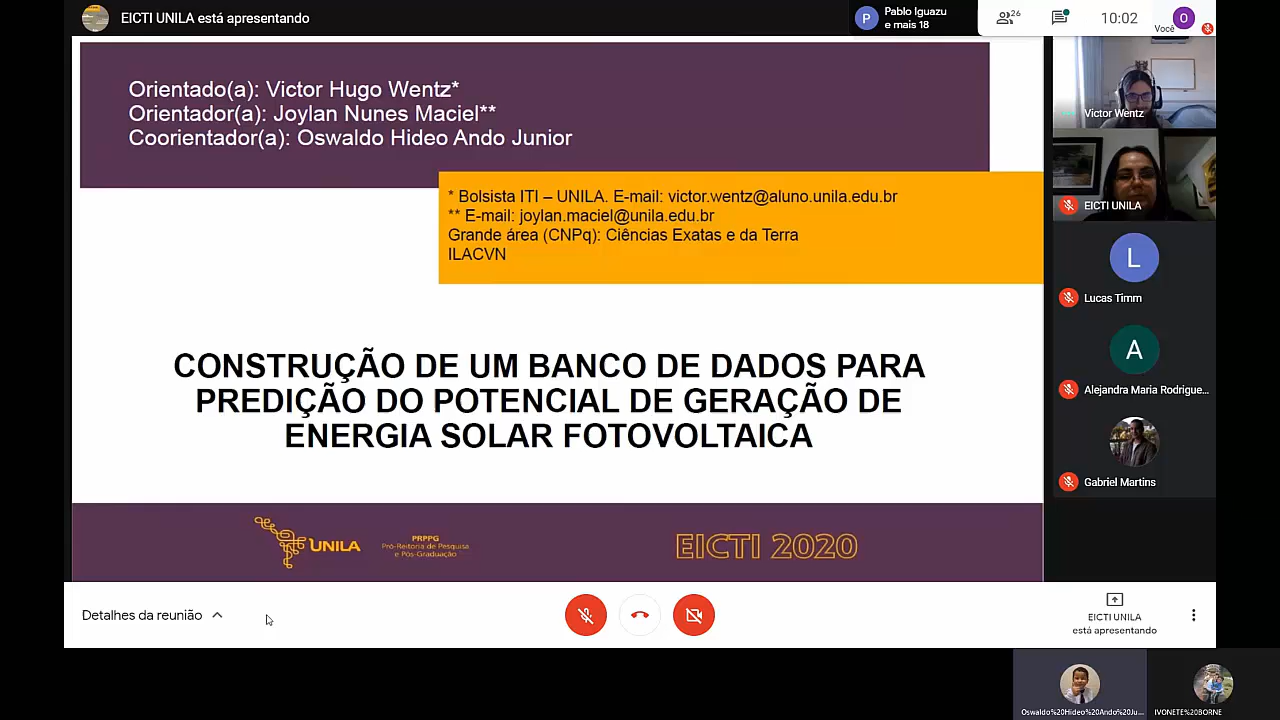 EICTI UNILA está apresentando
P
Pablo Iguazu
e mais 18
26
10:02
Você
O
Orientado(a): Victor Hugo Wentz*
Orientador(a): Joylan Nunes Maciel**
Coorientador(a): Oswaldo Hideo Ando Junior
* Bolsista ITI – UNILA. E-mail: victor.wentz@aluno.unila.edu.br
** E-mail: joylan.maciel@unila.edu.br
Grande área (CNPq): Ciências Exatas e da Terra
ILACVN
CONSTRUÇÃO DE UM BANCO DE DADOS PARA
PREDIÇÃO DO POTENCIAL DE GERAÇÃO DE
ENERGIA SOLAR FOTOVOLTAICA
UNILA
PRPPG
Pró-Reitoria de Pesquisa
e Pós-Graduação
EICTI 2020
Victor Wentz
EICTI UNILA
L
Lucas Timm
A
Alejandra Maria Rodrigue...
Gabriel Martins
Detalhes da reunião
EICTI UNILA
está apresentando
Oswaldo%20Hideo%20Ando%20Ju...
IVONETE%20BORNE